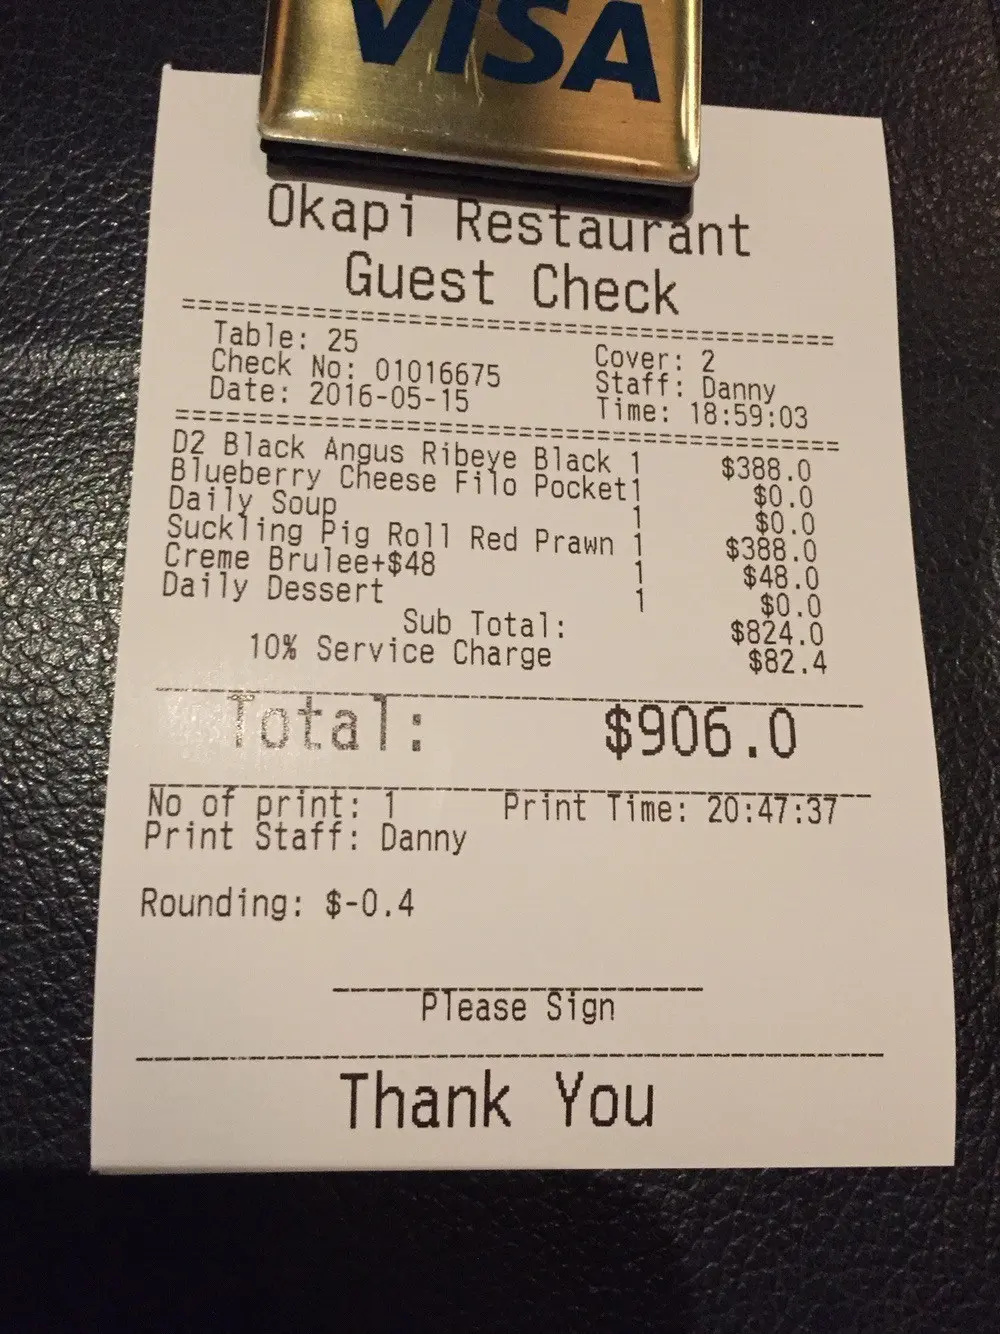 VISA
Okapi Restaurant
Guest Check
======================================
Table: 25 Cover: 2
Check No: 01016675 Staff: Danny
Date: 2016-05-15 Time: 18:59:03
======================================
D2 Black Angus Ribeye Black 1 $388.0
Blueberry Cheese Filo Pocket1 $0.0
Daily Soup 1 $0.0
Suckling Pig Roll Red Prawn 1 $388.0
Creme Brulee+$48 1 $48.0
Daily Dessert 1 $0.0
Sub Total: $824.0
10% Service Charge $82.4
Total: $906.0
No of print: 1 Print Time: 20:47:37
Print Staff: Danny
Rounding: $-0.4
Please Sign
Thank You